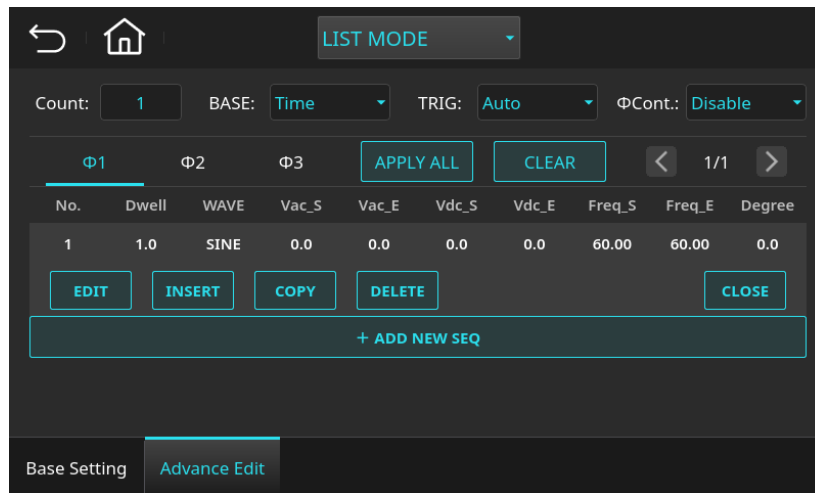 LIST MODE
Count: 1 BASE: Time TRIG: Auto ΦCont.: Disable
Φ1 Φ2 Φ3 APPLY ALL CLEAR 1/1
No. Dwell WAVE Vac_S Vac_E Vdc_S Vdc_E Freq_S Freq_E Degree
1 1.0 SINE 0.0 0.0 0.0 0.0 60.00 60.00 0.0
EDIT INSERT COPY DELETE CLOSE
+ ADD NEW SEQ
Base Setting Advance Edit